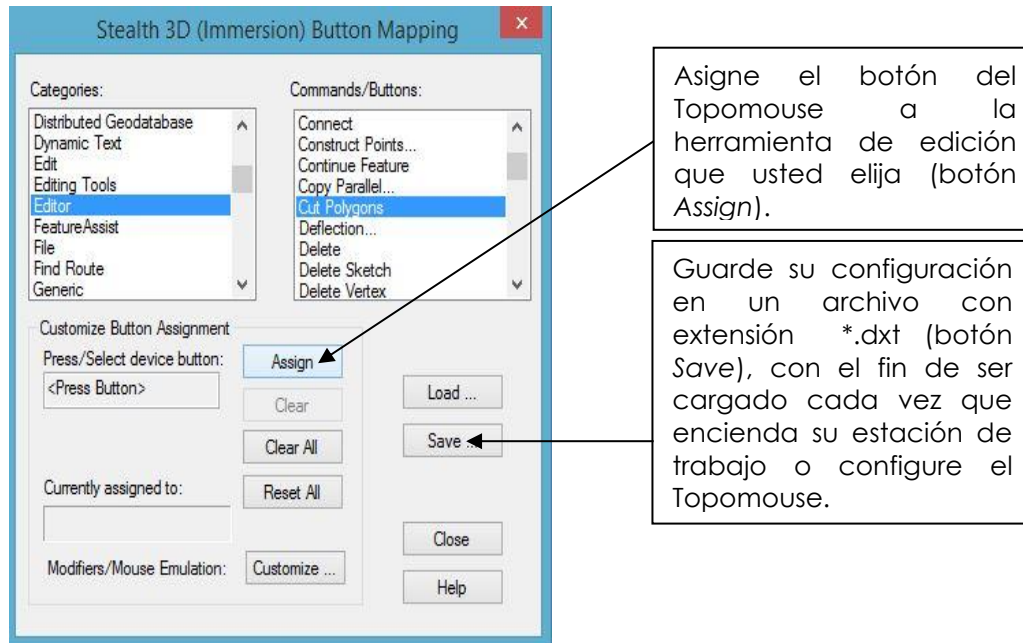 Stealth 3D (Immersion) Button Mapping
x
Categories:
Distributed Geodatabase
Dynamic Text
Edit
Editing Tools
Editor
FeatureAssist
File
Find Route
Generic
Commands/Buttons:
Connect
Construct Points...
Continue Feature
Copy Parallel...
Cut Polygons
Deflection...
Delete
Delete Sketch
Delete Vertex
Customize Button Assignment
Press/Select device button:
<Press Button>
Assign
Clear
Clear All
Currently assigned to:
Reset All
Modifiers/Mouse Emulation:
Customize ...
Load ...
Save ...
Close
Help
Asigne el botón del
Topomouse a la
herramienta de edición
que usted elija (botón
Assign).
Guarde su configuración
en un archivo con
extensión *.dxt (botón
Save), con el fin de ser
cargado cada vez que
encienda su estación de
trabajo o configure el
Topomouse.